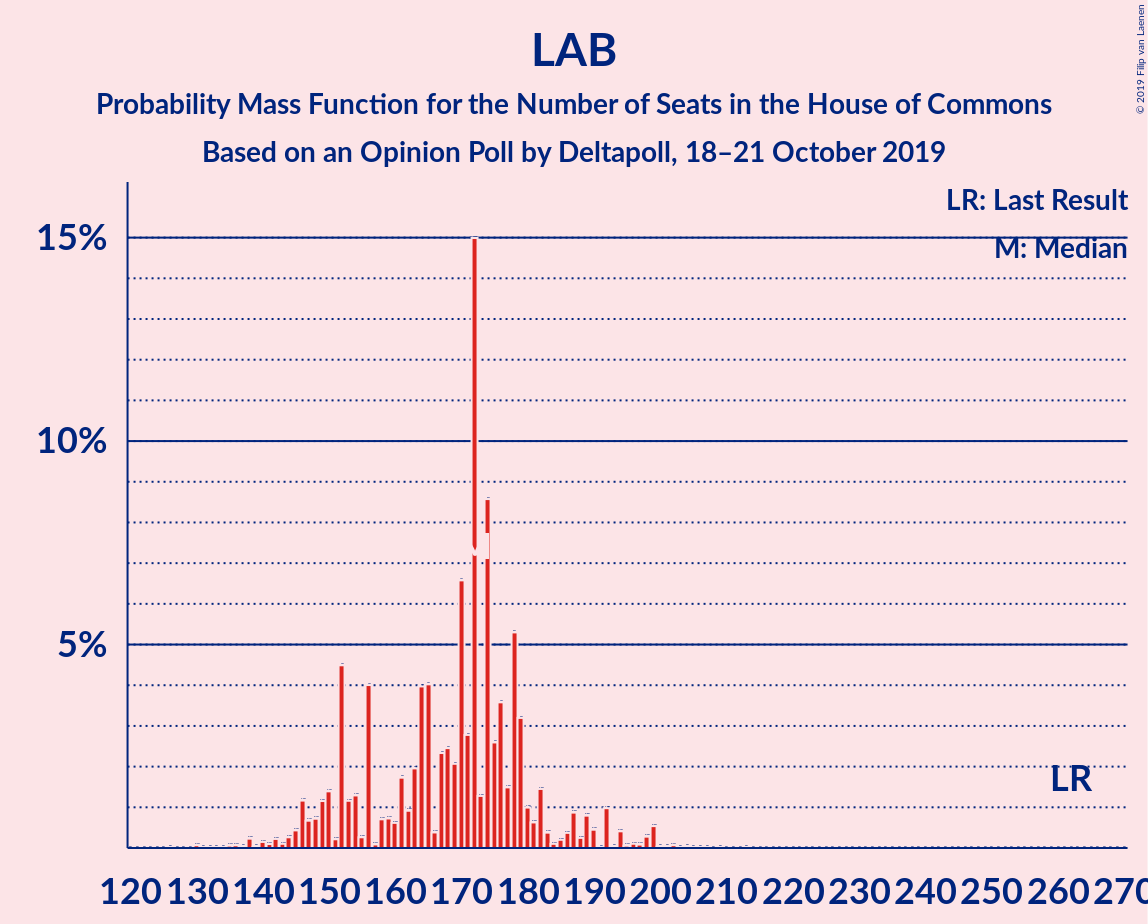 LAB
Probability Mass Function for the Number of Seats in the House of Commons
Based on an Opinion Poll by Deltapoll, 18–21 October 2019
© 2019 Filip van Laenen
LR: Last Result
M: Median
15%
10%
5%
LR
120 130 140 150 160 170 180 190 200 210 220 230 240 250 260 270